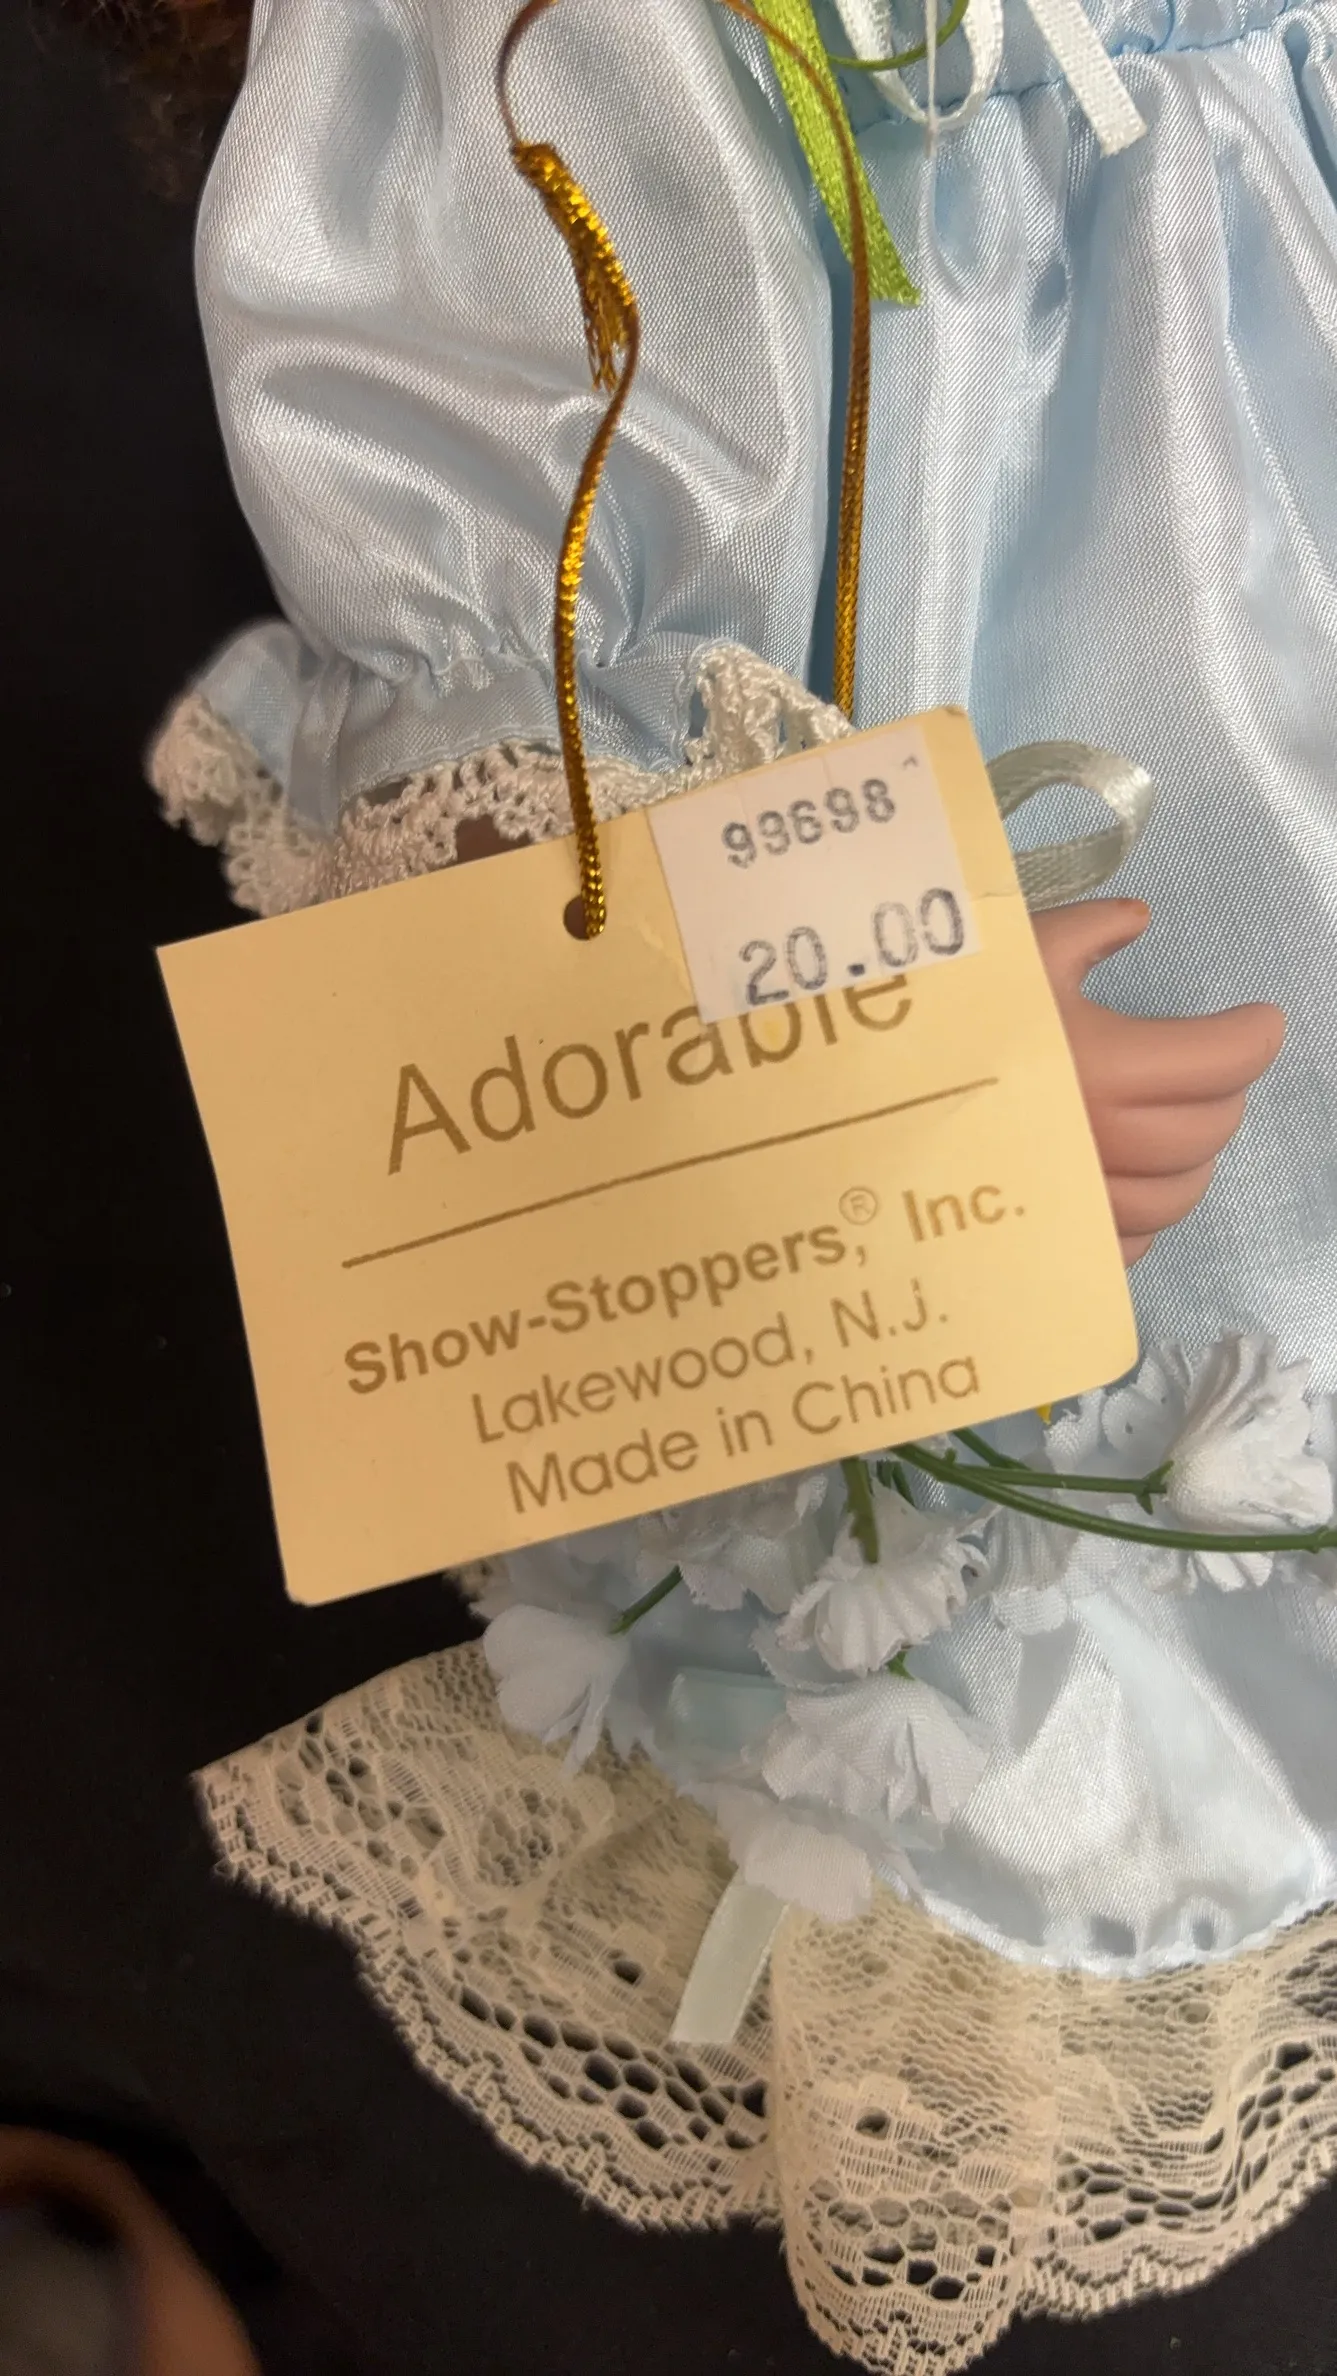 99698
20.00
Adorable
Show-Stoppers,® Inc.
Lakewood, N.J.
Made in China